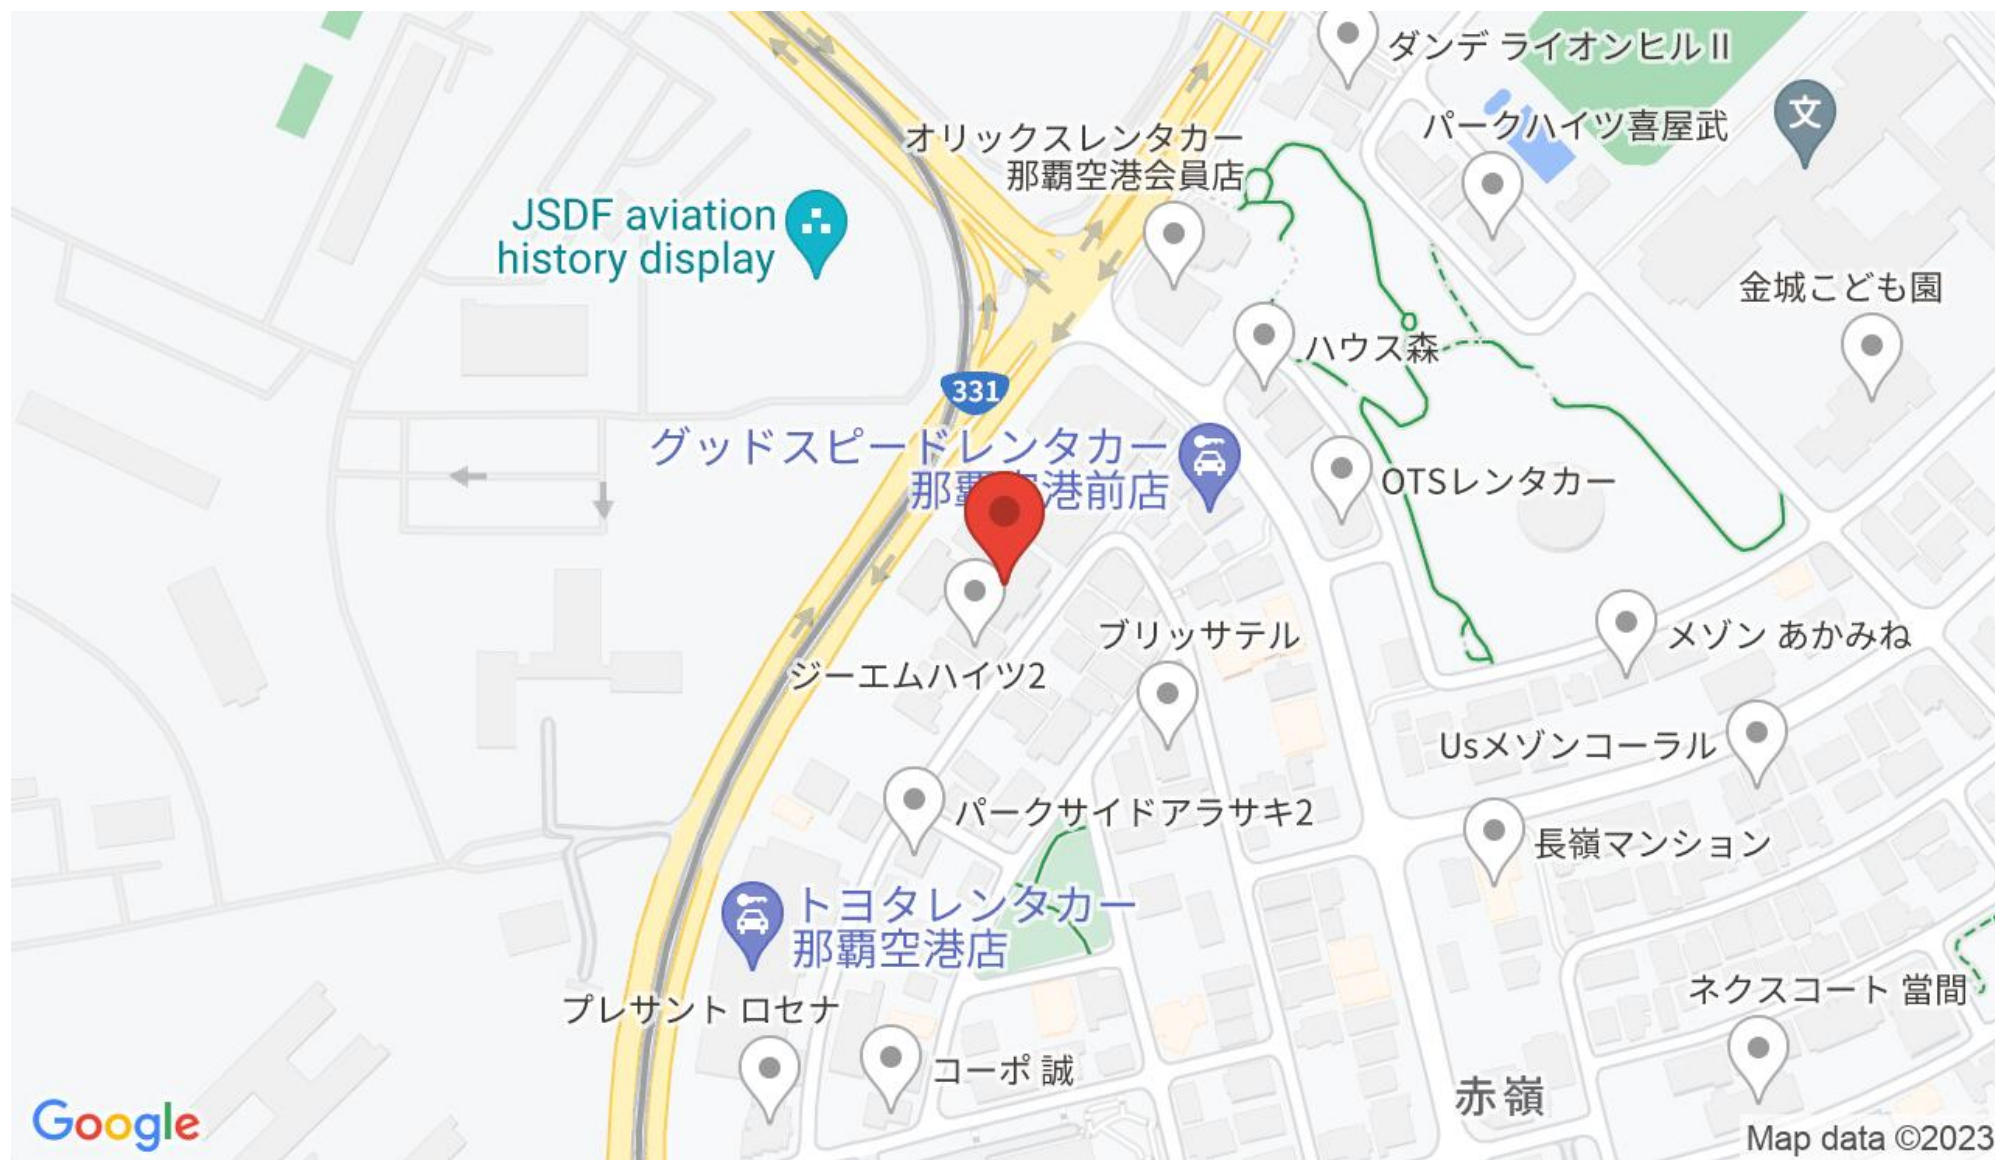 ダンデ ライオンヒル II
パークハイツ喜屋武
文
オリックスレンタカー
那覇空港会員店
JSDF aviation
history display
金城こども園
ハウス森
331
グッドスピードレンタカー
那覇空港前店
OTSレンタカー
ブリッサテル
メゾン あかみね
ジーエムハイツ2
Usメゾンコーラル
パークサイドアラサキ2
長嶺マンション
トヨタレンタカー
那覇空港店
ネクスコート 當間
プレサント ロセナ
コーポ 誠
赤嶺
Google
Map data ©2023